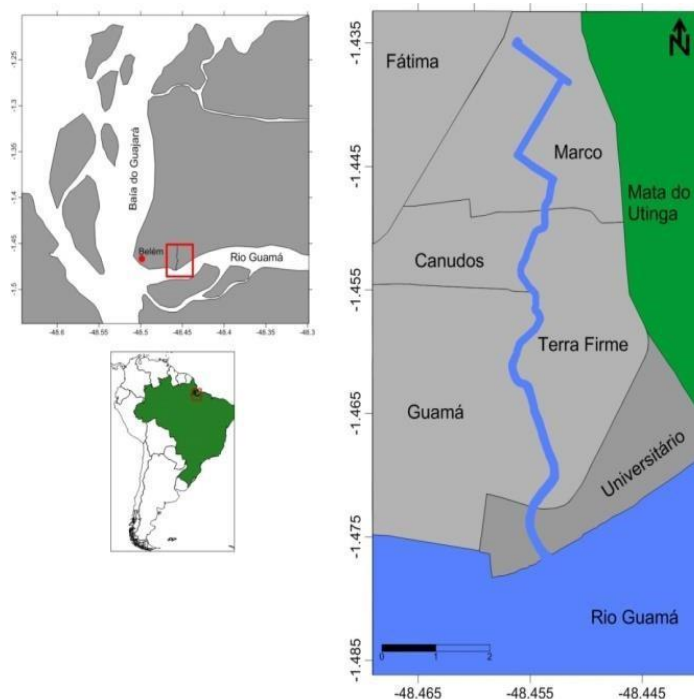 -1.25
-1.3
-1.35
-1.4
-1.45
-1.5
Baía do Guajará
Belém
Rio Guamá
-48.6
-48.55
-48.5
-48.45
-48.4
-48.35
-48.3
N
-1.435
-1.445
-1.455
-1.465
-1.475
-1.485
Fátima
Marco
Mata do
Utinga
Canudos
Terra Firme
Guamá
Universitário
Rio Guamá
0
1
2
-48.465
-48.455
-48.445